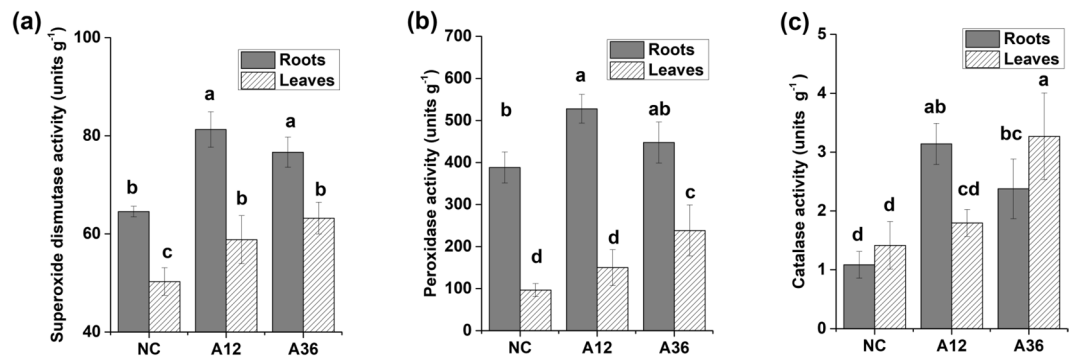 (a)
Superoxide dismutase activity (units g⁻¹)
100
80
60
40
Roots
Leaves
a
a
b
b
b
c
NC
A12
A36
(b)
Peroxidase activity (units g⁻¹)
700
600
500
400
300
200
100
0
Roots
Leaves
a
ab
b
c
d
d
NC
A12
A36
(c)
Catalase activity (units g⁻¹)
5
4
3
2
1
0
Roots
Leaves
a
ab
bc
cd
d
d
NC
A12
A36